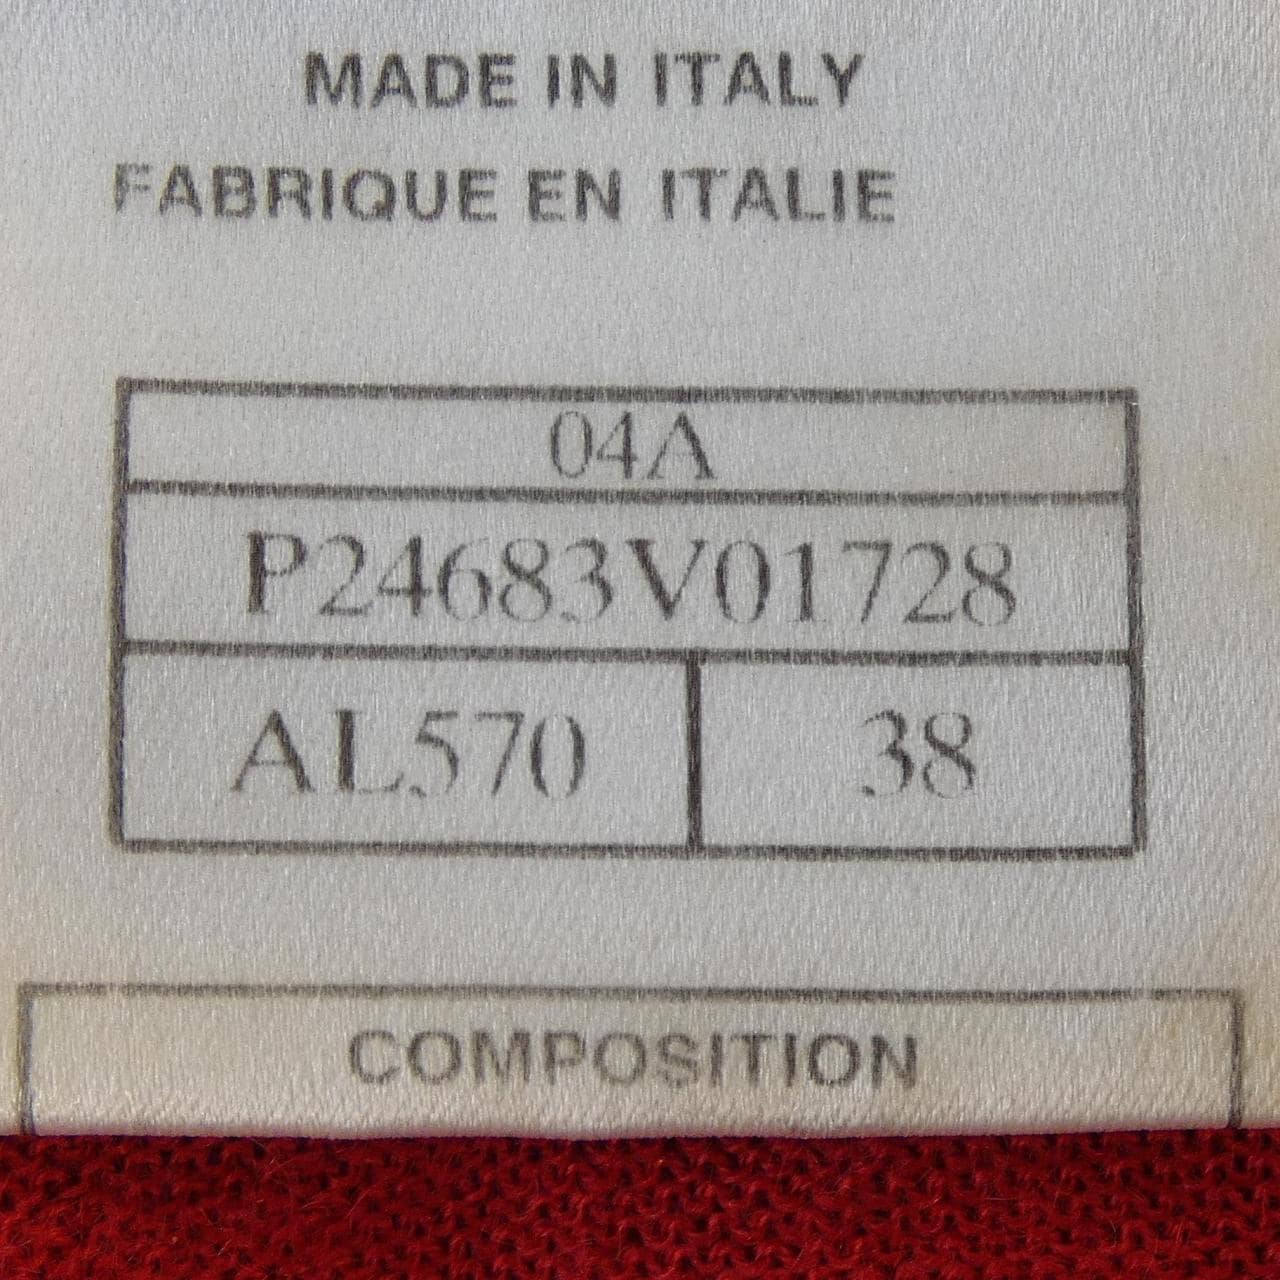 MADE IN ITALY
FABRIQUE EN ITALIE
04A
P24683V01728
AL570 38
COMPOSITION